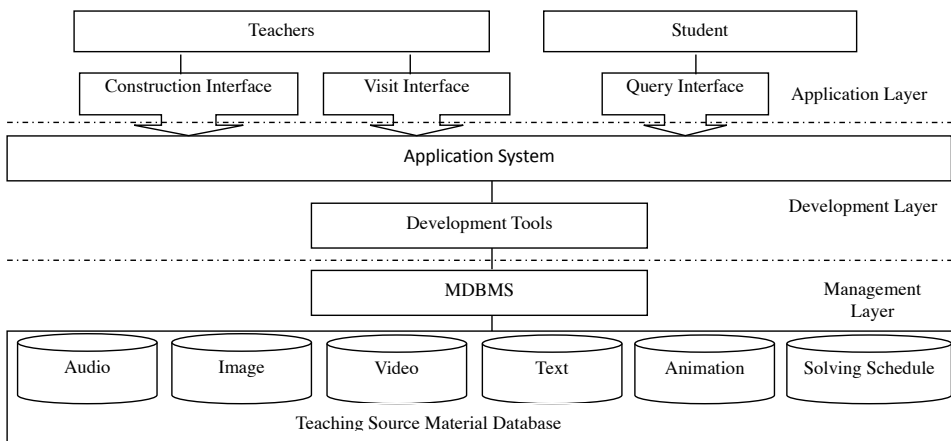 Teachers
Student
Construction Interface
Visit Interface
Query Interface
Application Layer
Application System
Development Layer
Development Tools
MDBMS
Management
Layer
Audio
Image
Video
Text
Animation
Solving Schedule
Teaching Source Material Database